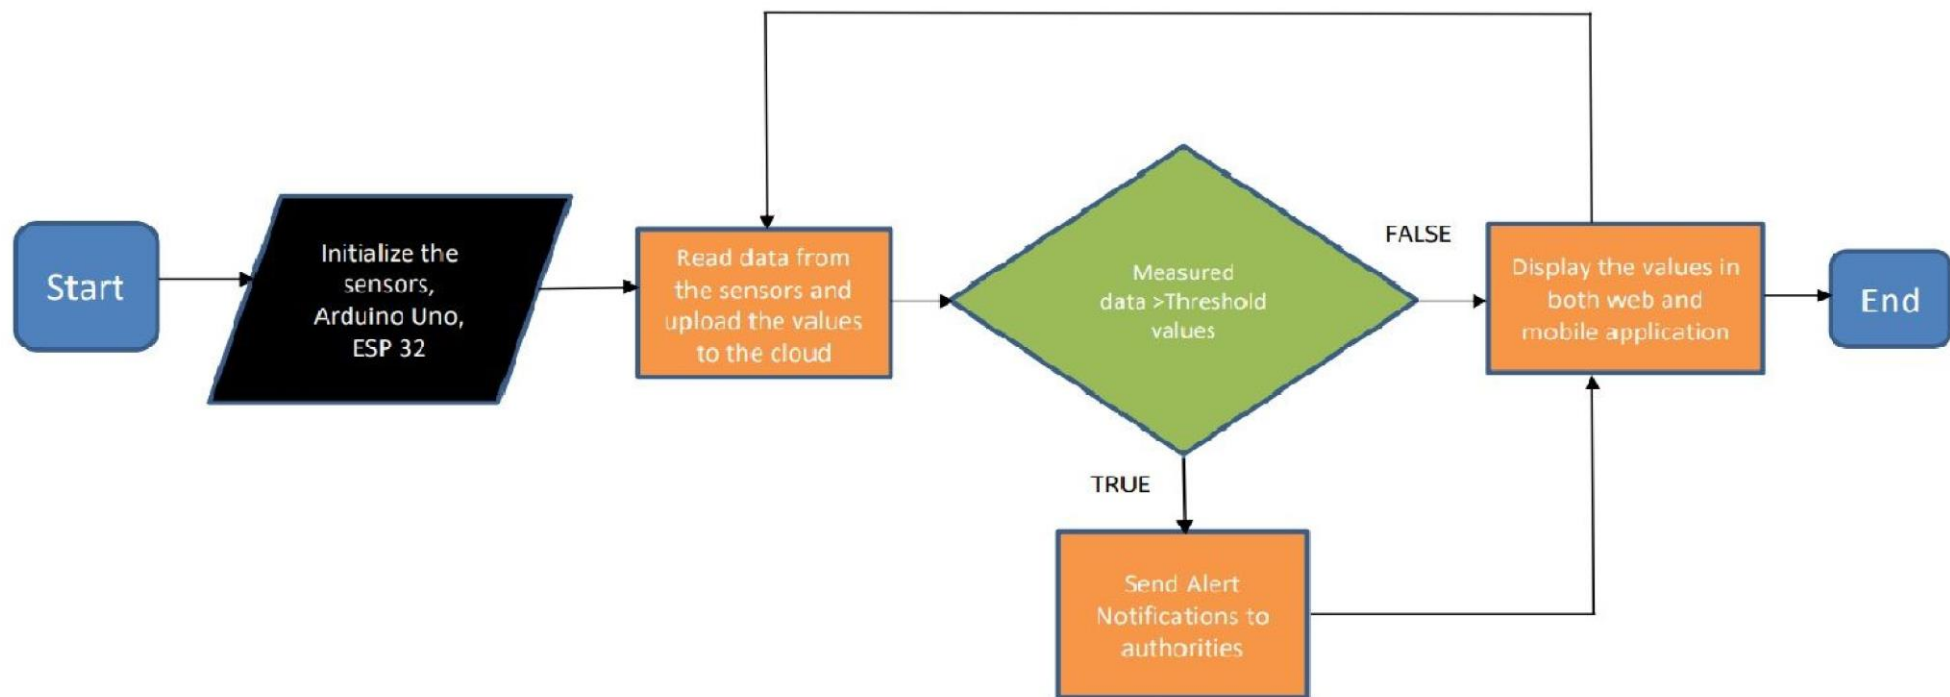 Start
Initialize the
sensors,
Arduino Uno,
ESP 32
Read data from
the sensors and
upload the values
to the cloud
Measured
data >Threshold
values
FALSE
TRUE
Send Alert
Notifications to
authorities
Display the values in
both web and
mobile application
End